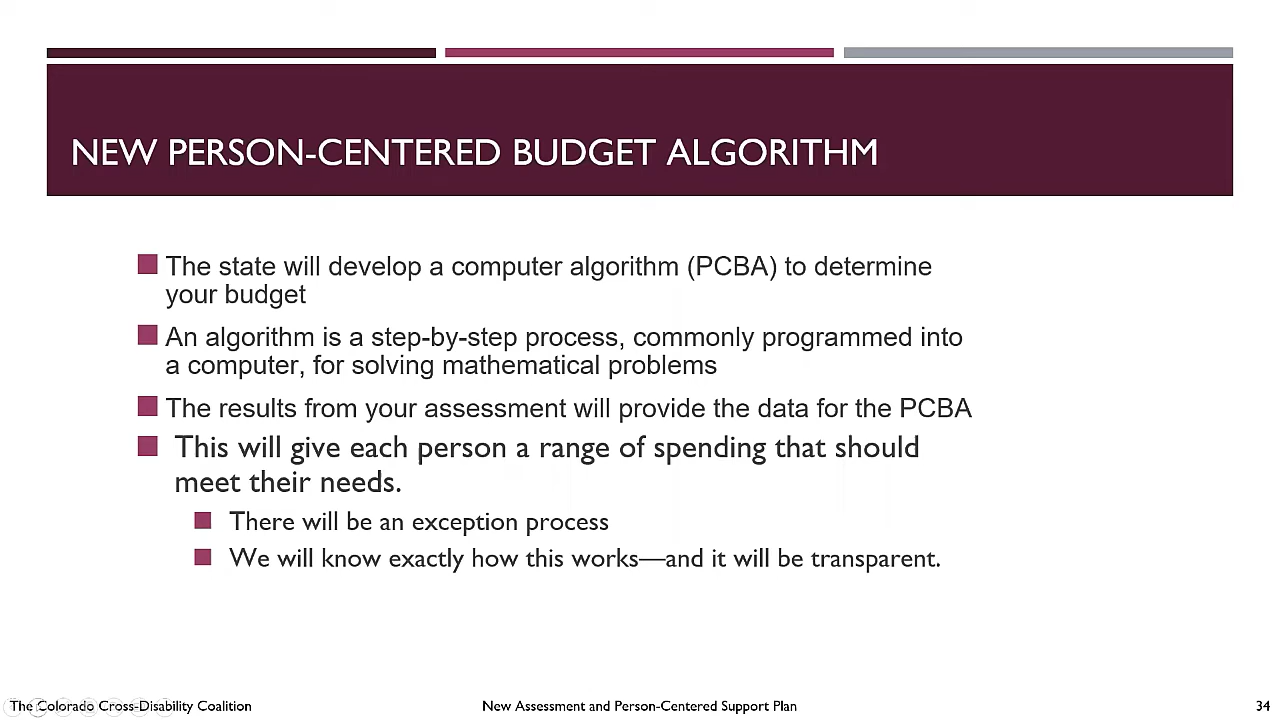 NEW PERSON-CENTERED BUDGET ALGORITHM
The state will develop a computer algorithm (PCBA) to determine
your budget
An algorithm is a step-by-step process, commonly programmed into
a computer, for solving mathematical problems
The results from your assessment will provide the data for the PCBA
This will give each person a range of spending that should
meet their needs.
There will be an exception process
We will know exactly how this works—and it will be transparent.
The Colorado Cross-Disability Coalition
New Assessment and Person-Centered Support Plan
34